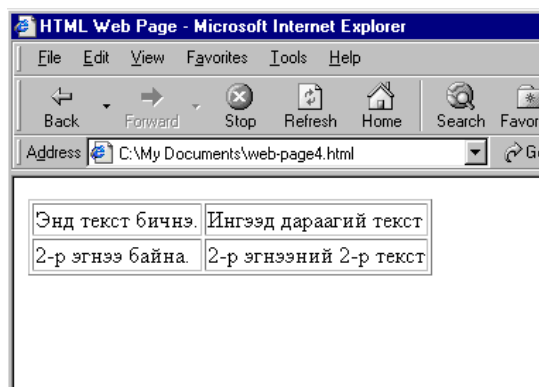 HTML Web Page - Microsoft Internet Explorer
File Edit View Favorites Tools Help
Back Forward Stop Refresh Home Search Favor
Address C:\My Documents\web-page4.html G
Энд текст бичнэ. Ингээд дараагий текст
2-р эгнээ байна. 2-р эгнээний 2-р текст